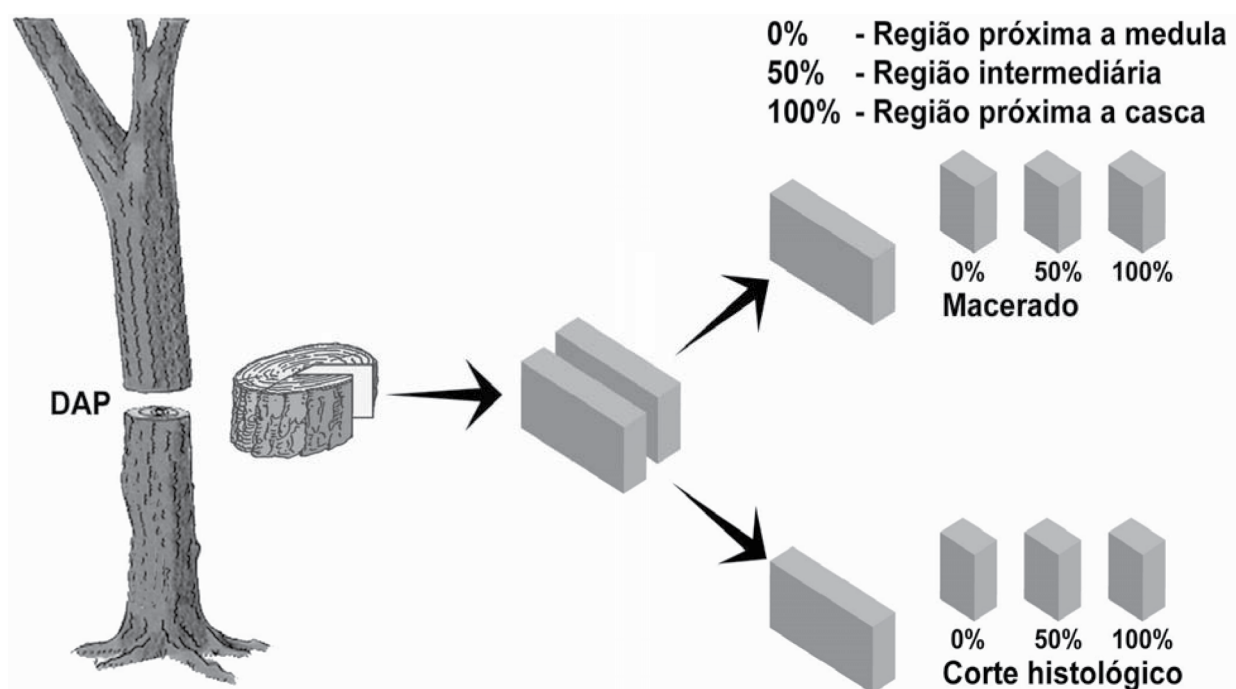 0% - Região próxima a medula
50% - Região intermediária
100% - Região próxima a casca
0% 50% 100%
Macerado
DAP
0% 50% 100%
Corte histológico